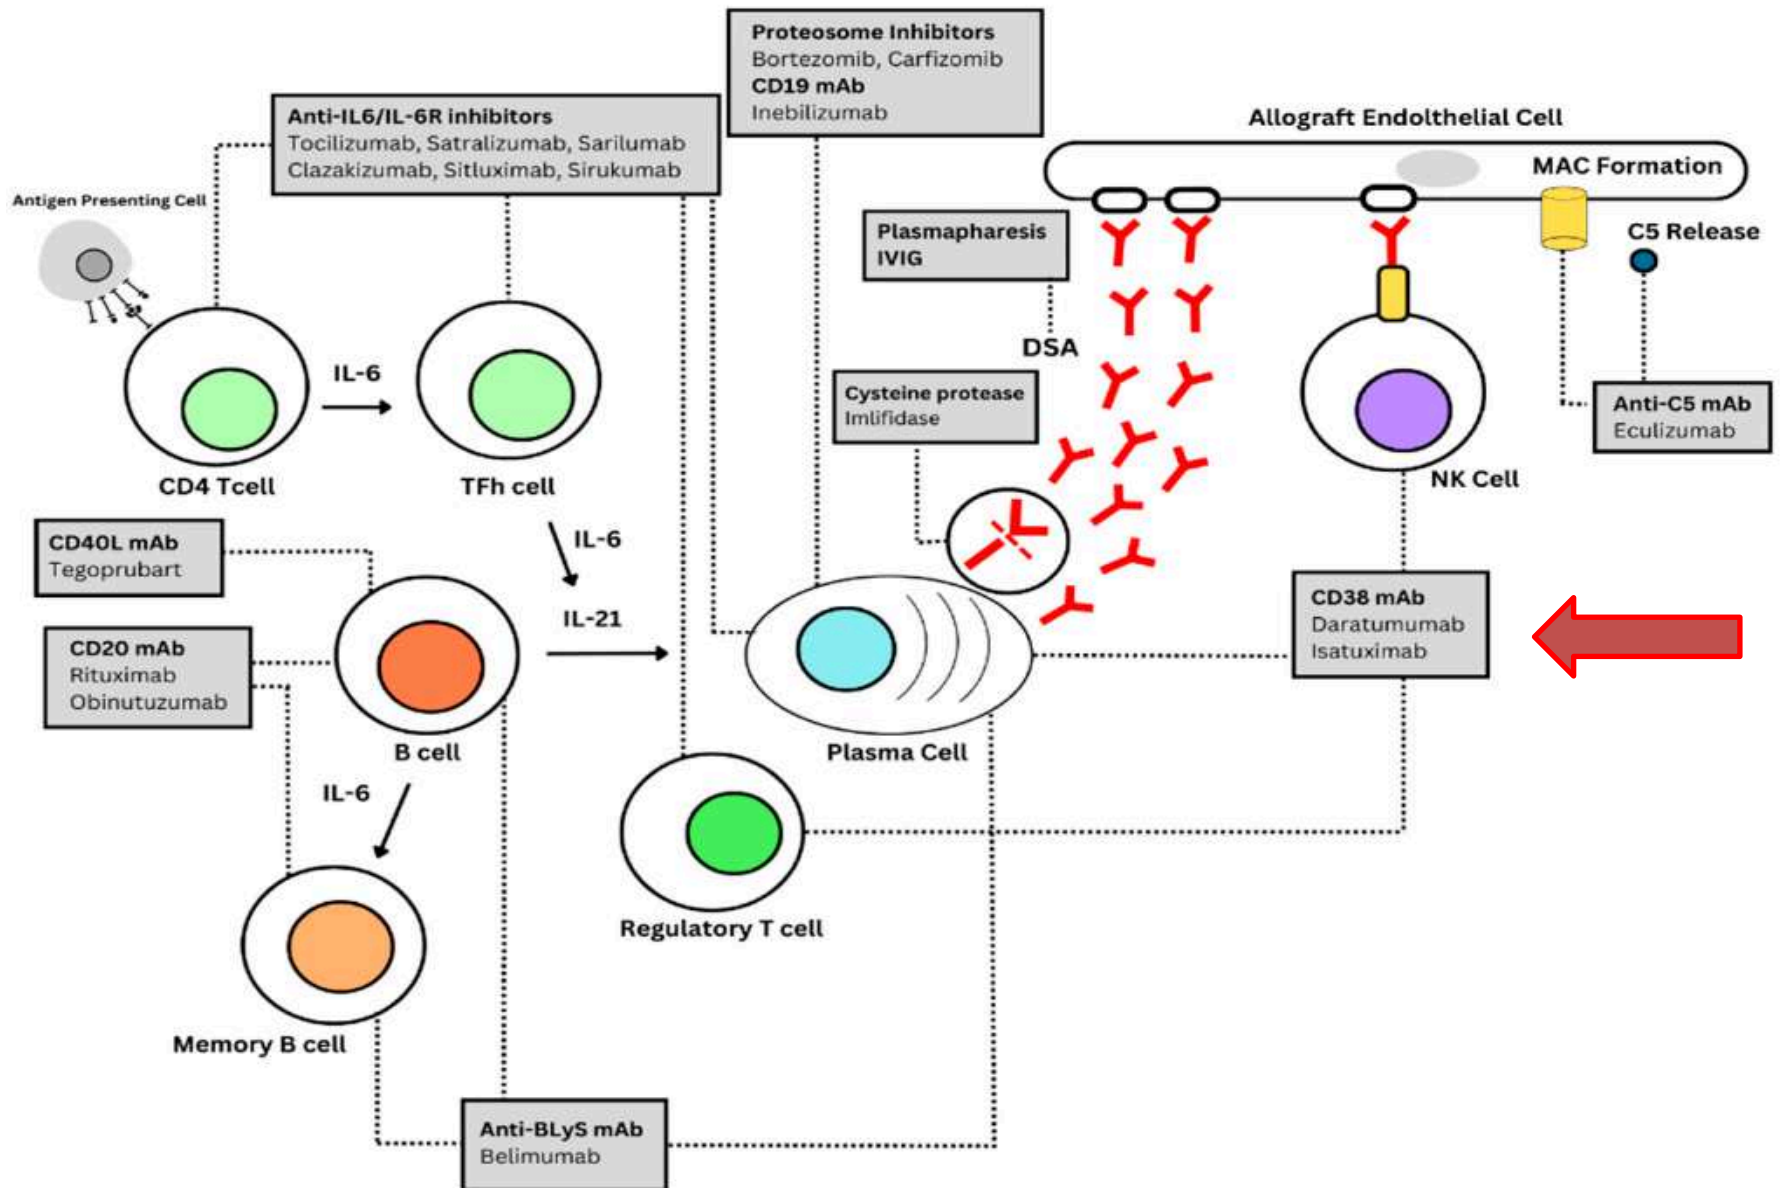 Proteosome Inhibitors
Bortezomib, Carfizomib
CD19 mAb
Inebilizumab
Anti-IL6/IL-6R inhibitors
Tocilizumab, Satralizumab, Sarilumab
Clazakizumab, Sitluximab, Sirukumab
Allograft Endolthelial Cell
MAC Formation
Antigen Presenting Cell
Plasmapharesis
IVIG
C5 Release
DSA
IL-6
Cysteine protease
Imlifidase
Anti-C5 mAb
Eculizumab
CD4 Tcell
TFh cell
NK Cell
CD40L mAb
Tegoprubart
IL-6
IL-21
CD38 mAb
Daratumumab
Isatuximab
CD20 mAb
Rituximab
Obinutuzumab
B cell
Plasma Cell
IL-6
Regulatory T cell
Memory B cell
Anti-BLyS mAb
Belimumab